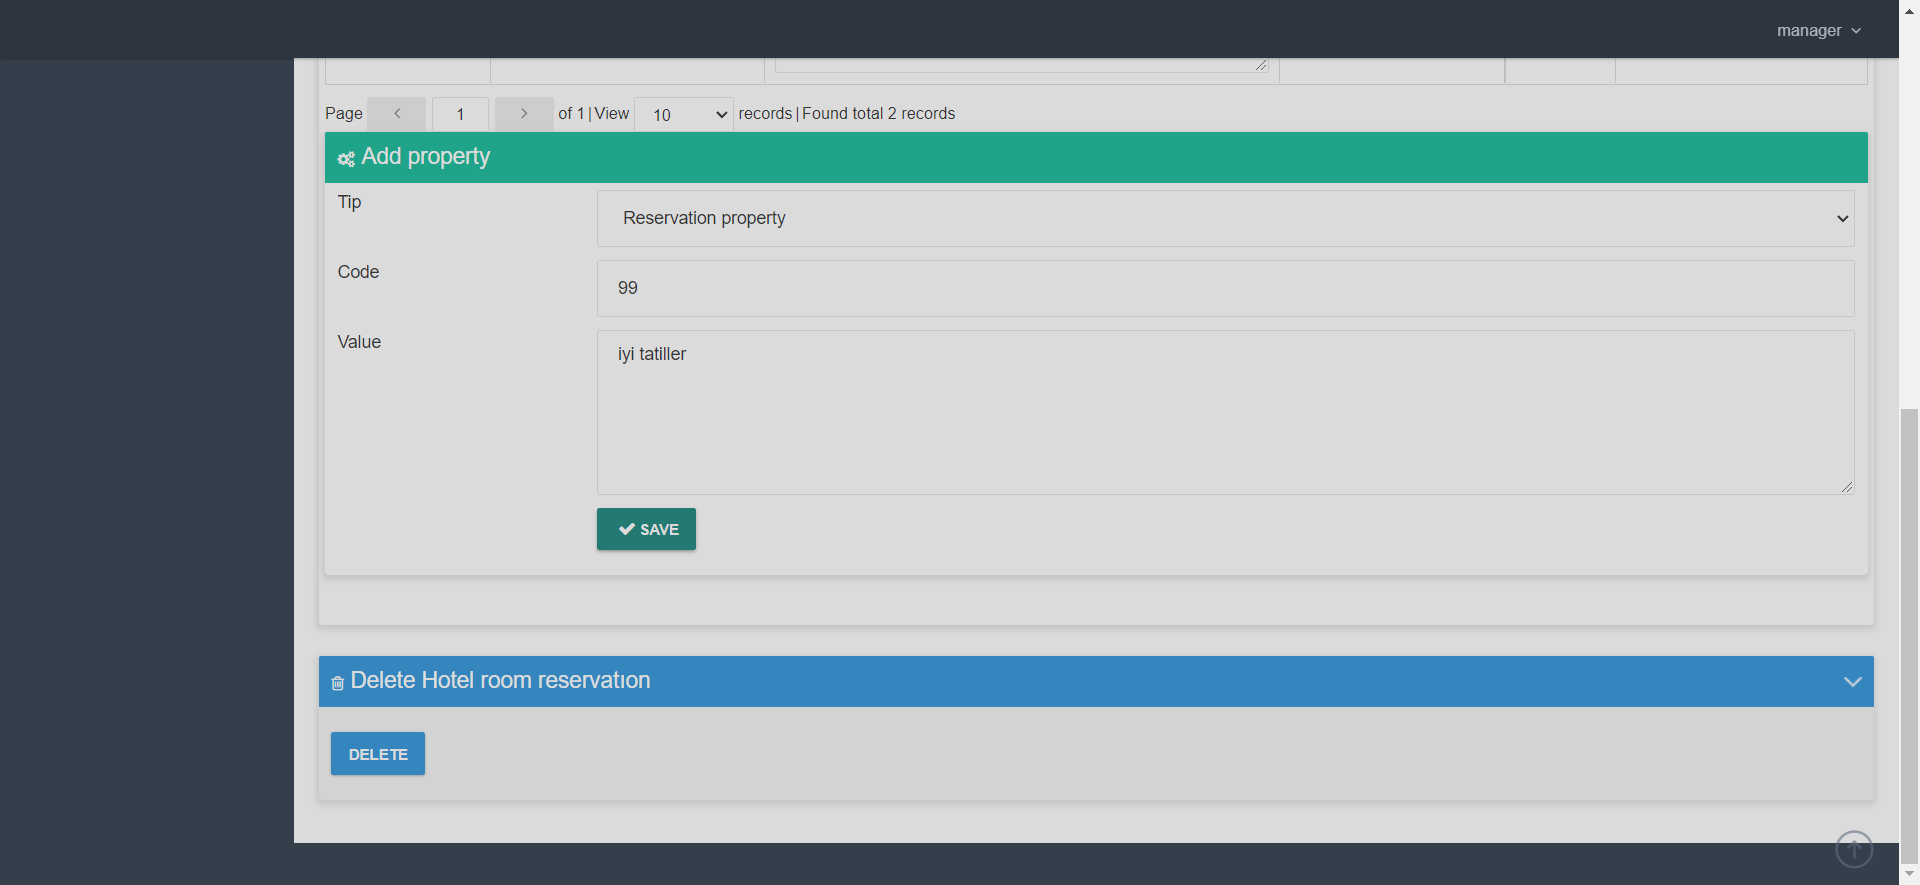 manager
Page 1 of 1 | View 10 records | Found total 2 records
Add property
Tip
Reservation property
Code
99
Value
iyi tatiller
SAVE
Delete Hotel room reservatıon
DELETE